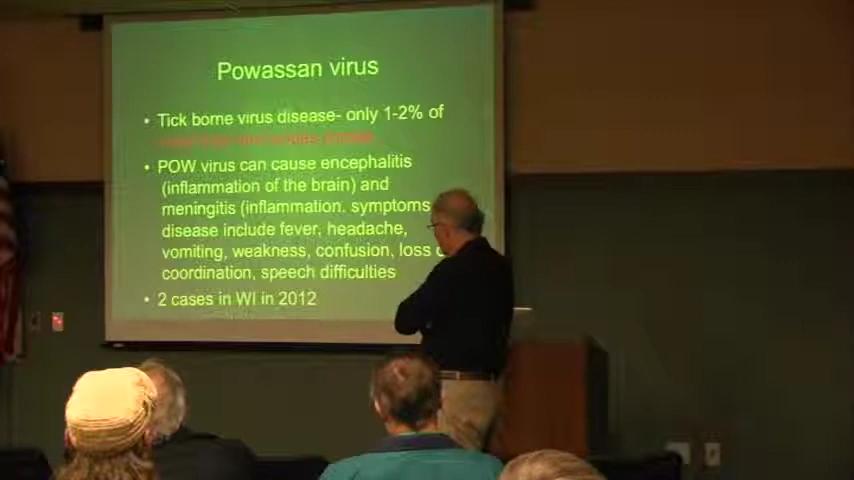 Powassan virus
• Tick borne virus disease- only 1-2% of
• POW virus can cause encephalitis
(inflammation of the brain) and
meningitis (inflammation. symptoms
disease include fever, headache,
vomiting, weakness, confusion, loss
coordination, speech difficulties
• 2 cases in WI in 2012